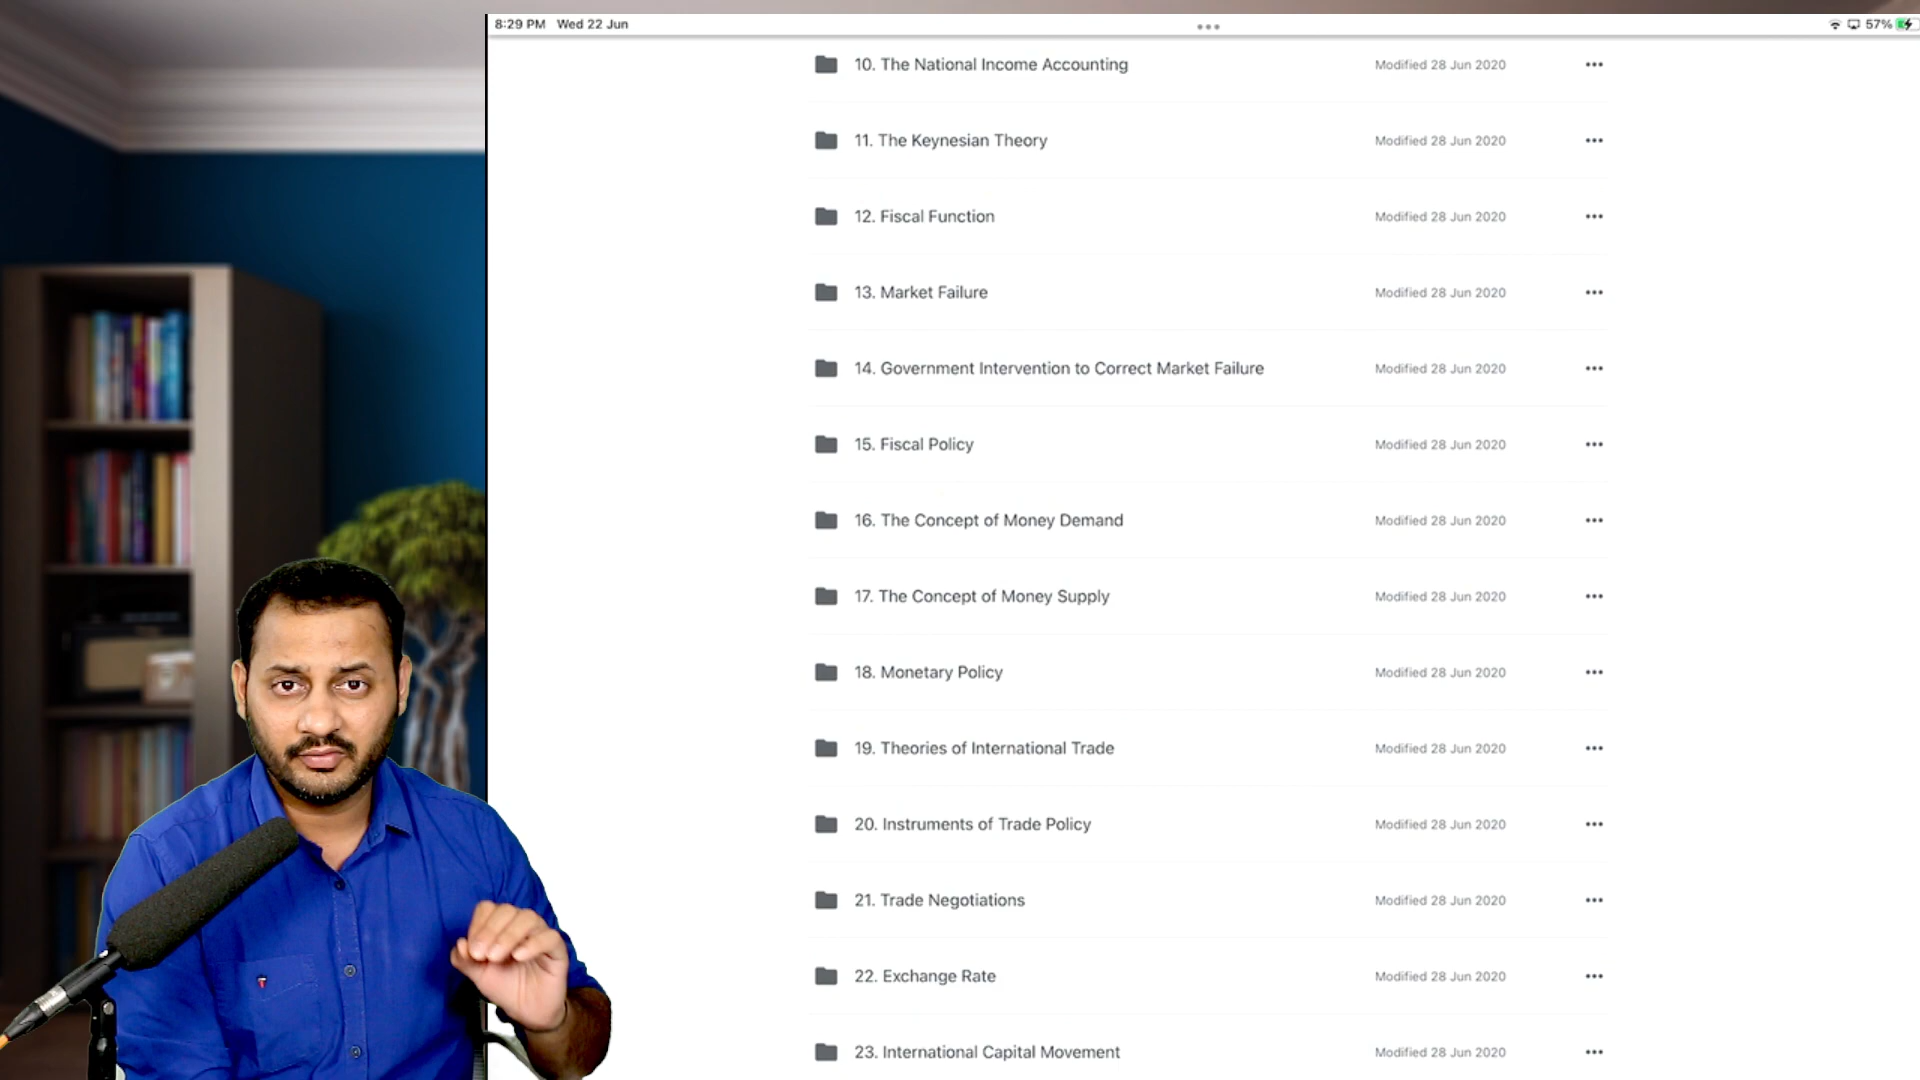 8:29 PM Wed 22 Jun
57%
10. The National Income Accounting Modified 28 Jun 2020
11. The Keynesian Theory Modified 28 Jun 2020
12. Fiscal Function Modified 28 Jun 2020
13. Market Failure Modified 28 Jun 2020
14. Government Intervention to Correct Market Failure Modified 28 Jun 2020
15. Fiscal Policy Modified 28 Jun 2020
16. The Concept of Money Demand Modified 28 Jun 2020
17. The Concept of Money Supply Modified 28 Jun 2020
18. Monetary Policy Modified 28 Jun 2020
19. Theories of International Trade Modified 28 Jun 2020
20. Instruments of Trade Policy Modified 28 Jun 2020
21. Trade Negotiations Modified 28 Jun 2020
22. Exchange Rate Modified 28 Jun 2020
23. International Capital Movement Modified 28 Jun 2020